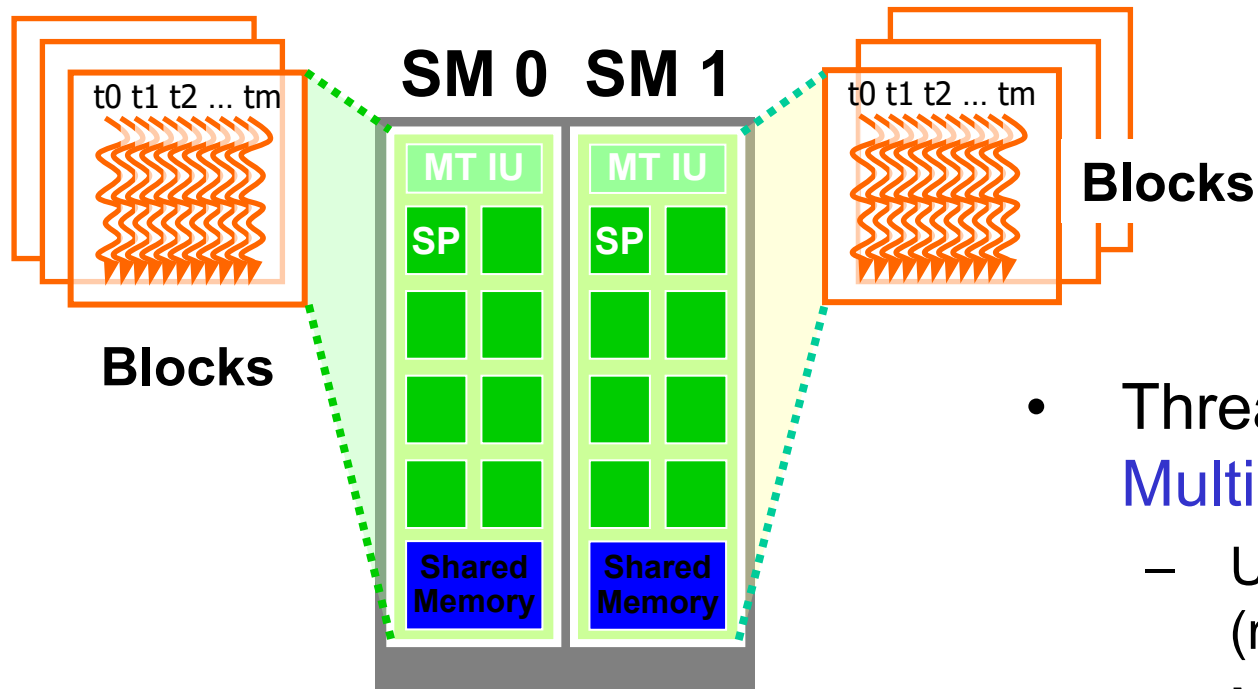 SM 0 SM 1
t0 t1 t2 ... tm
t0 t1 t2 ... tm
MT IU
MT IU
Blocks
SP
SP
Blocks
• 
Multi
–
(r
Shared
Memory
Shared
Memory